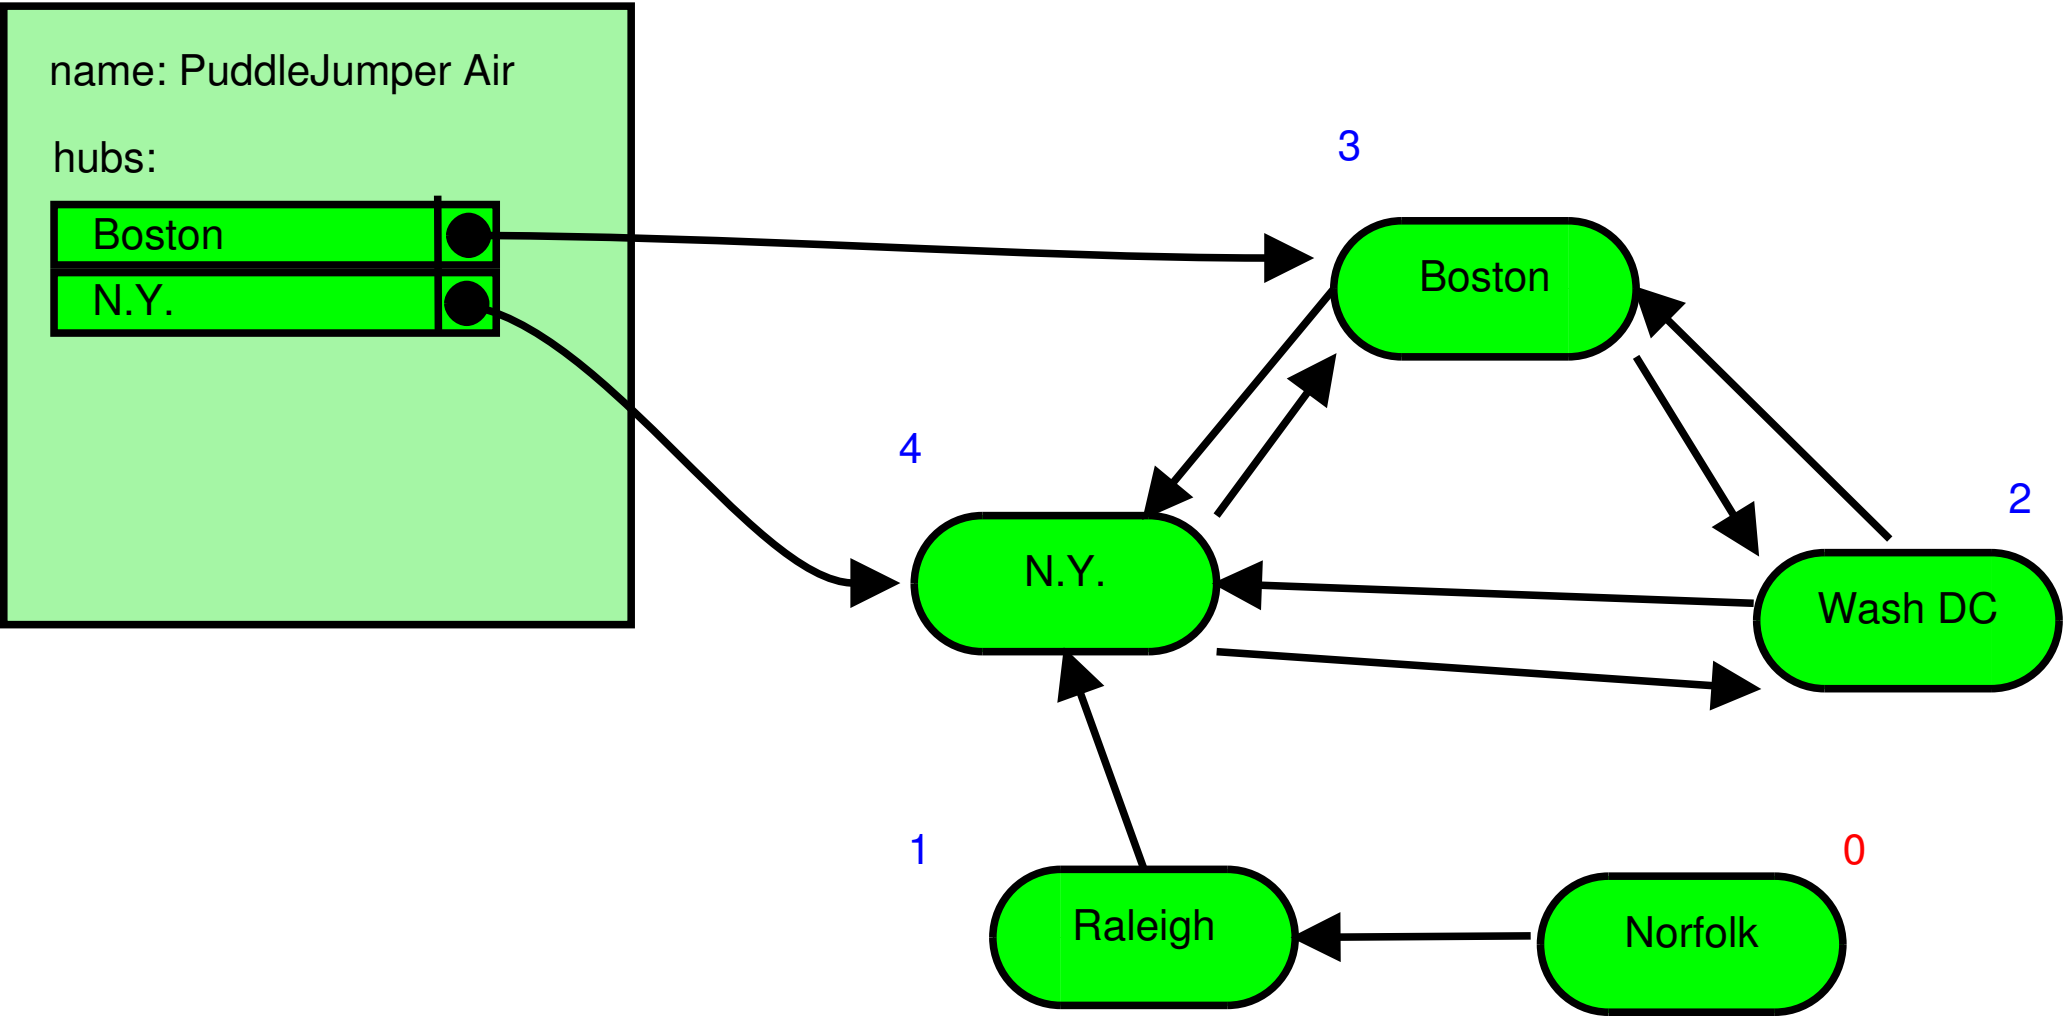 name: PuddleJumper Air
hubs:
Boston
N.Y.
3
Boston
4
N.Y.
2
Wash DC
1
Raleigh
0
Norfolk